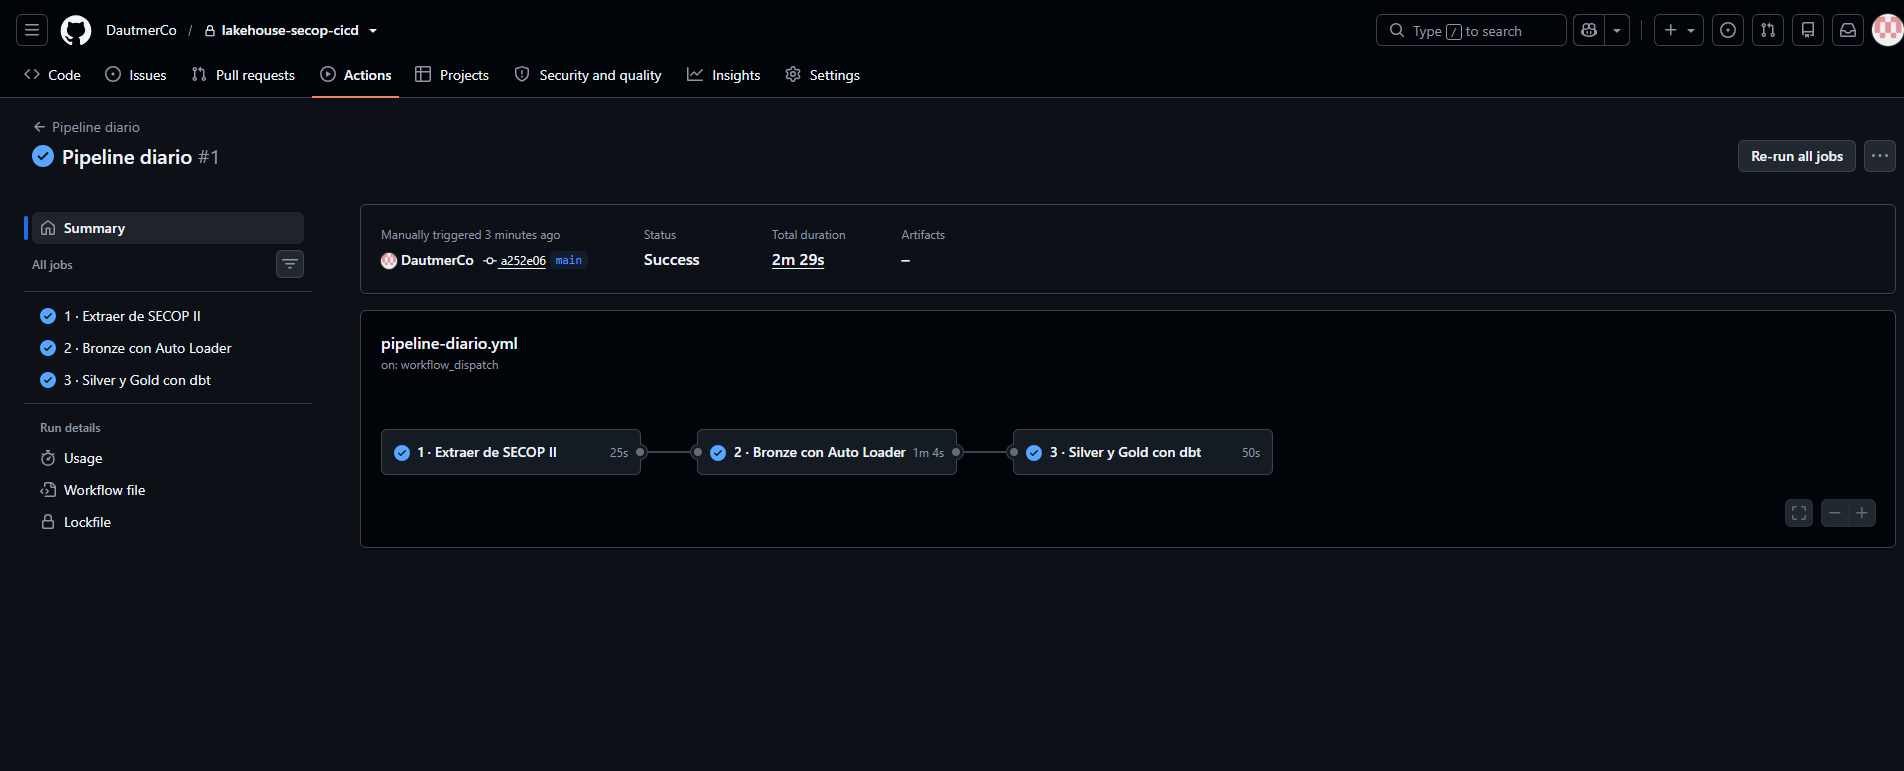 DautmerCo / lakehouse-secop-cicd
Type / to search
Code Issues Pull requests Actions Projects Security and quality Insights Settings
← Pipeline diario
Pipeline diario #1
Re-run all jobs
Summary
All jobs
1 · Extraer de SECOP II
2 · Bronze con Auto Loader
3 · Silver y Gold con dbt
Run details
Usage
Workflow file
Lockfile
Manually triggered 3 minutes ago
DautmerCo a252e06 main
Status
Success
Total duration
2m 29s
Artifacts
–
pipeline-diario.yml
on: workflow_dispatch
1 · Extraer de SECOP II 25s
2 · Bronze con Auto Loader 1m 4s
3 · Silver y Gold con dbt 50s